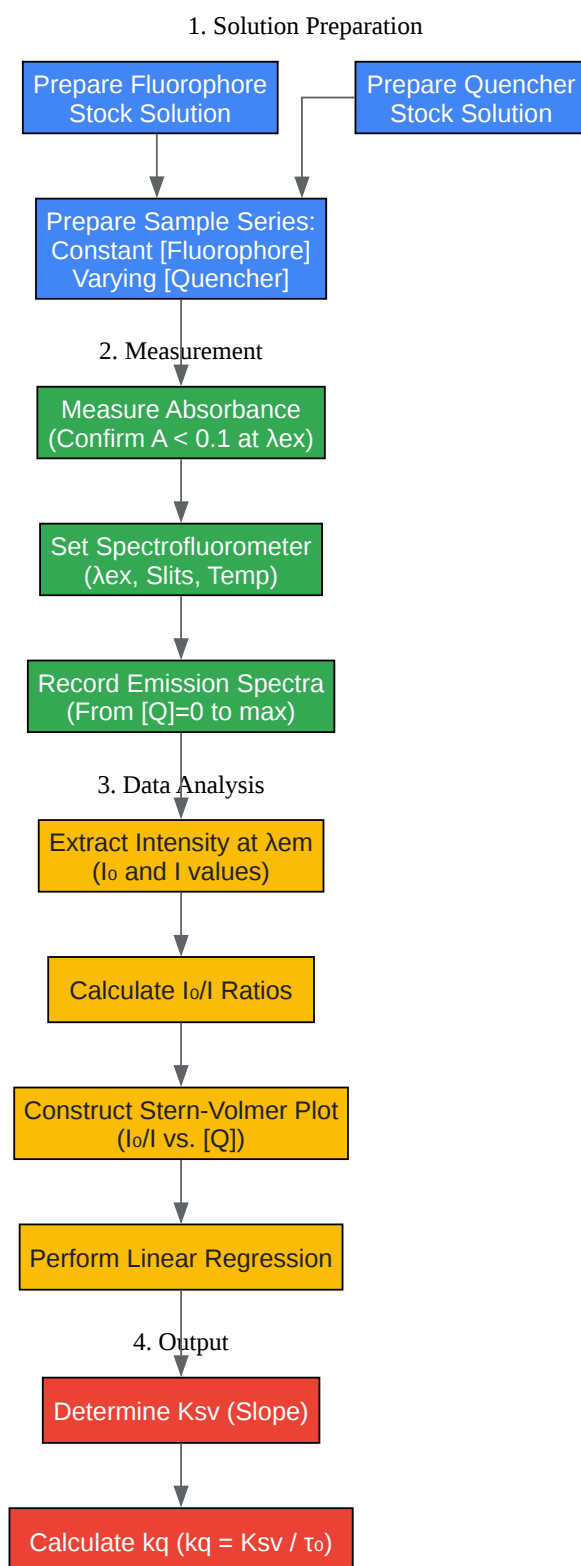 1. Solution Preparation
Prepare Fluorophore
Stock Solution
Prepare Quencher
Stock Solution
Prepare Sample Series:
Constant [Fluorophore]
Varying [Quencher]
2. Measurement
Measure Absorbance
(Confirm A < 0.1 at λex)
Set Spectrofluorometer
(λex, Slits, Temp)
Record Emission Spectra
(From [Q]=0 to max)
3. Data Analysis
Extract Intensity at λem
(I₀ and I values)
Calculate I₀/I Ratios
Construct Stern-Volmer Plot
(I₀/I vs. [Q])
Perform Linear Regression
4. Output
Determine Ksv (Slope)
Calculate kq (kq = Ksv / τ₀)